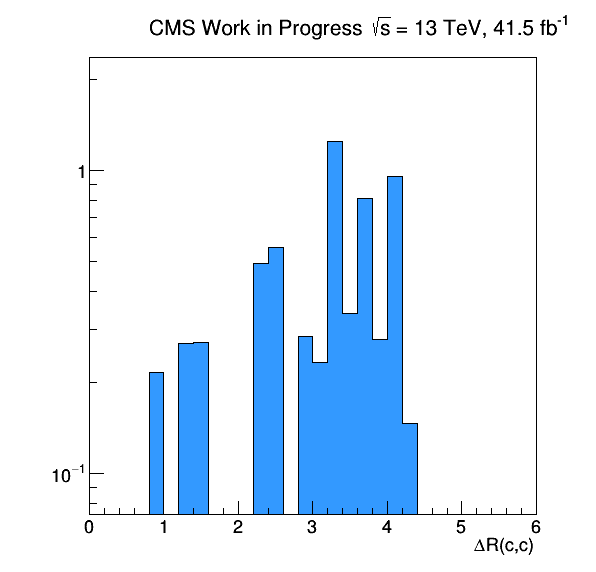 CMS Work in Progress √s = 13 TeV, 41.5 fb⁻¹
1
10⁻¹
0 1 2 3 4 5 6
ΔR(c,c)